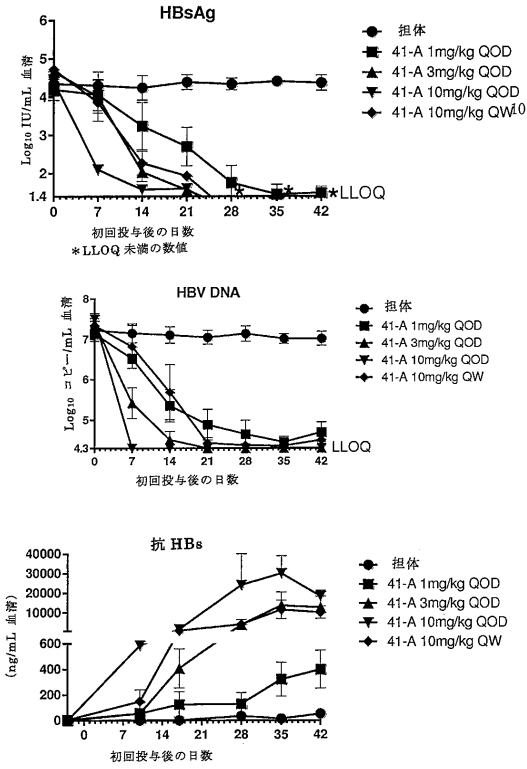 HBsAg
Log10 IU/mL 血清
6
5
4
3
2
1.4
0 7 14 21 28 35 42
初回投与後の日数
*LLOQ 未満の数値
* * *LLOQ
担体
41-A 1mg/kg QOD
41-A 3mg/kg QOD
41-A 10mg/kg QOD
41-A 10mg/kg QW10
HBV DNA
Log10 コピー/mL 血清
8
7
6
7
5
4.3
0 7 14 21 28 35 42
初回投与後の日数
LLOQ
担体
41-A 1mg/kg QOD
41-A 3mg/kg QOD
41-A 10mg/kg QOD
41-A 10mg/kg QW
抗 HBs
(ng/mL 血清)
40000
30000
20000
10000
600
400
200
0
0 7 14 21 28 35 42
初回投与後の日数
担体
41-A 1mg/kg QOD
41-A 3mg/kg QOD
41-A 10mg/kg QOD
41-A 10mg/kg QW